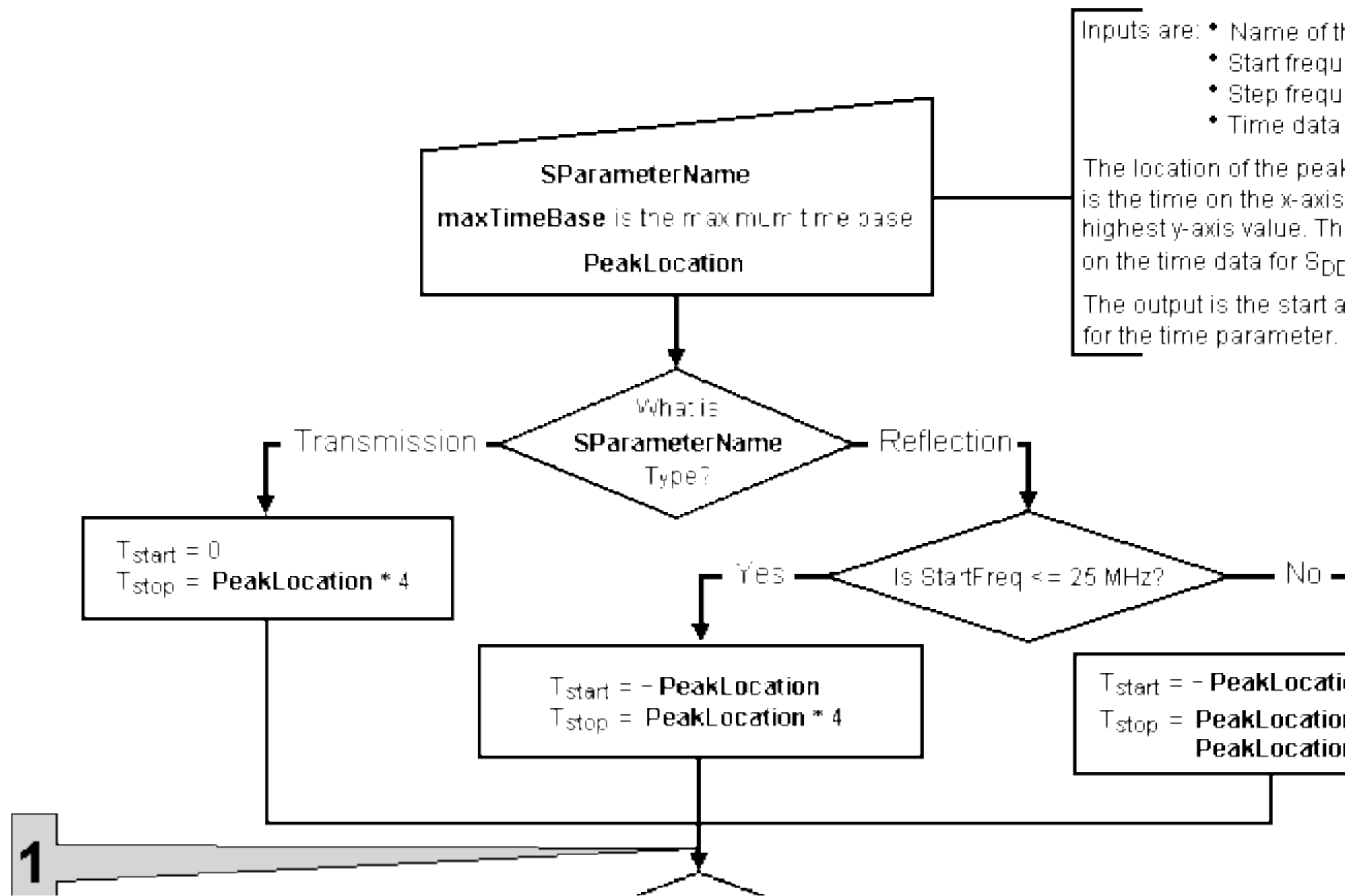 Inputs are: • Name of th
• Start frequ
• Step frequ
• Time data
The location of the peak
is the time on the x-axis
highest y-axis value. Th
on the time data for SDD
The output is the start a
for the time parameter.
SParameterName
maxTimeBase is the maximum time base
PeakLocation
What is
SParameterName
Type?
Transmission
Reflection
Tstart = 0
Tstop = PeakLocation * 4
Yes
Is StartFreq <= 25 MHz?
No
Tstart = - PeakLocation
Tstop = PeakLocation * 4
Tstart = - PeakLocati
Tstop = PeakLocation
PeakLocation
1